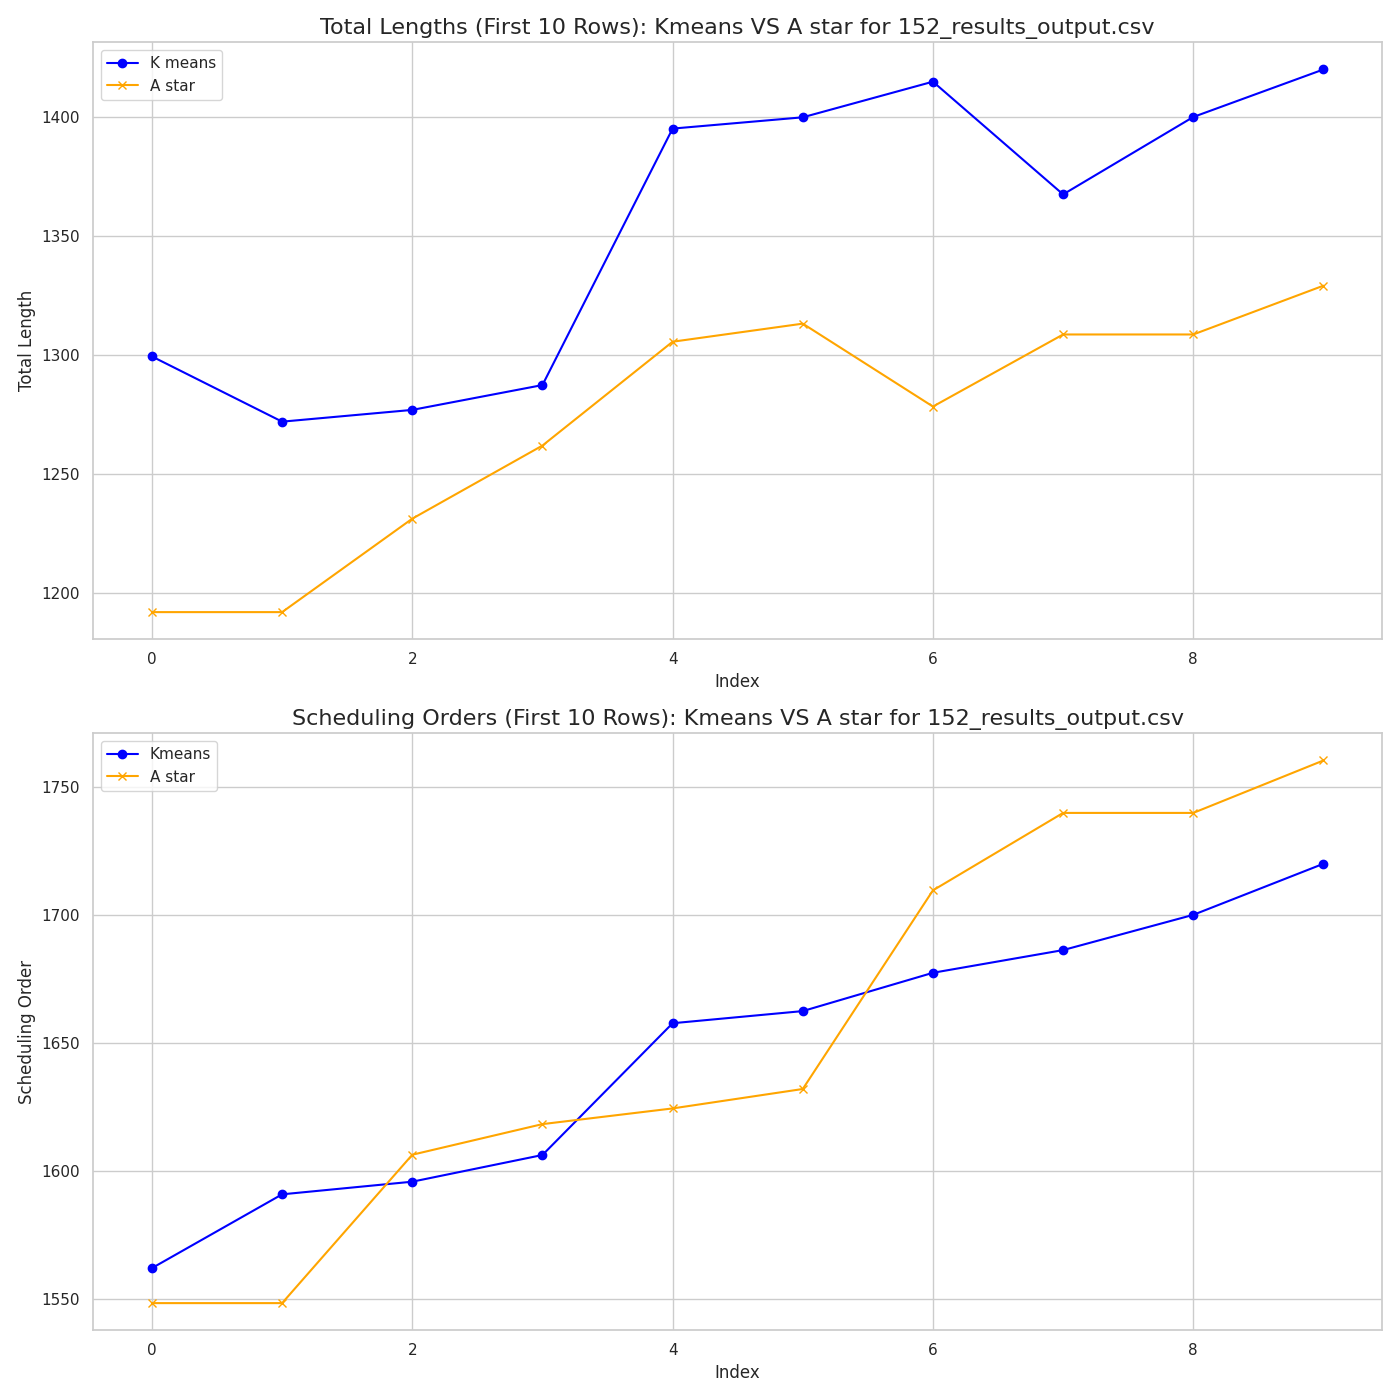 Total Lengths (First 10 Rows): Kmeans VS A star for 152_results_output.csv
K means
A star
1400
1350
1300
1250
1200
Total Length
0 2 4 6 8
Index
Scheduling Orders (First 10 Rows): Kmeans VS A star for 152_results_output.csv
Kmeans
A star
1750
1700
1650
1600
1550
Scheduling Order
0 2 4 6 8
Index